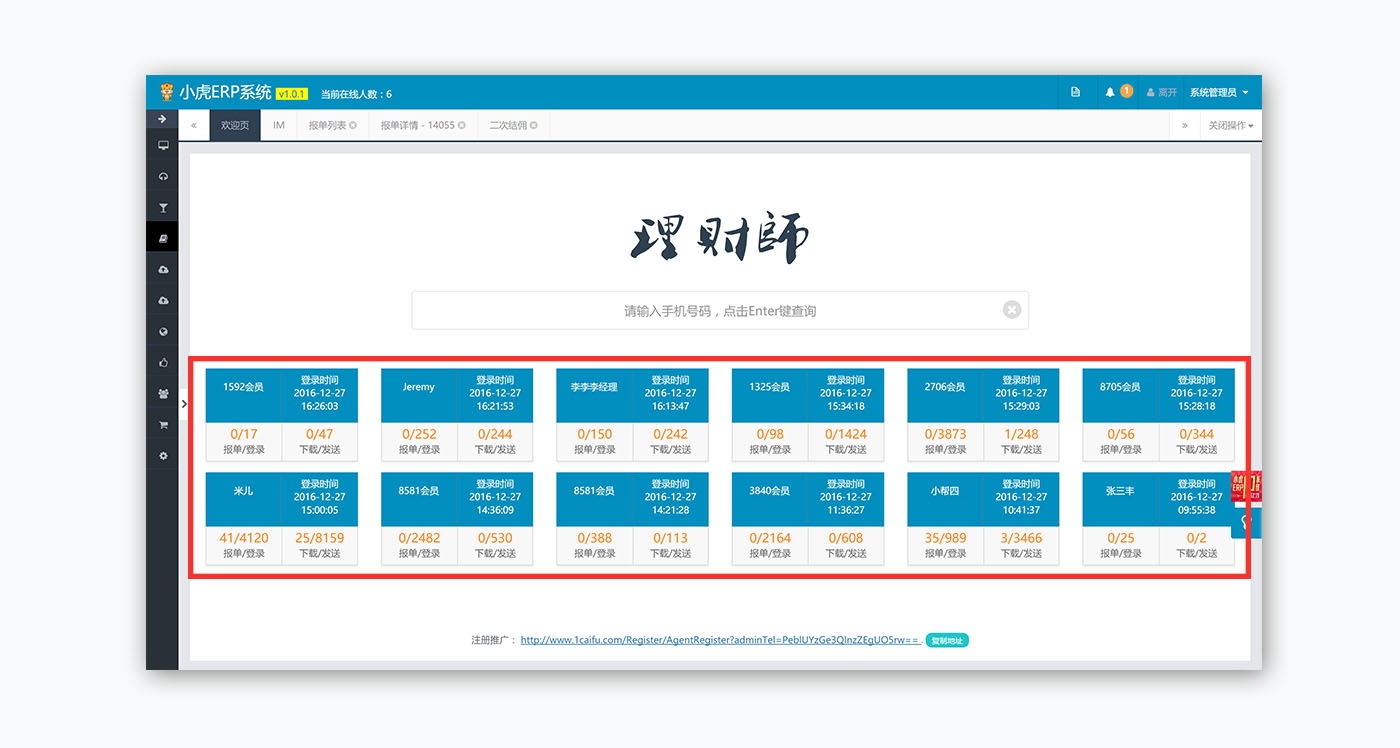 小虎ERP系统 v1.0.1 当前在线人数：6 1 离开 系统管理员
« 欢迎页 IM 报单列表 报单详情 - 14055 二次结佣 » 关闭操作
理财師
请输入手机号码，点击Enter键查询
1592会员 登录时间 2016-12-27 16:26:03
0/17 报单/登录 0/47 下载/发送
Jeremy 登录时间 2016-12-27 16:21:53
0/252 报单/登录 0/244 下载/发送
李李李经理 登录时间 2016-12-27 16:13:47
0/150 报单/登录 0/242 下载/发送
1325会员 登录时间 2016-12-27 15:34:18
0/98 报单/登录 0/1424 下载/发送
2706会员 登录时间 2016-12-27 15:29:03
0/3873 报单/登录 1/248 下载/发送
8705会员 登录时间 2016-12-27 15:28:18
0/56 报单/登录 0/344 下载/发送
米儿 登录时间 2016-12-27 15:00:05
41/4120 报单/登录 25/8159 下载/发送
8581会员 登录时间 2016-12-27 14:36:09
0/2482 报单/登录 0/530 下载/发送
8581会员 登录时间 2016-12-27 14:21:28
0/388 报单/登录 0/113 下载/发送
3840会员 登录时间 2016-12-27 11:36:27
0/2164 报单/登录 0/608 下载/发送
小帮四 登录时间 2016-12-27 10:41:37
35/989 报单/登录 3/3466 下载/发送
张三丰 登录时间 2016-12-27 09:55:38
0/25 报单/登录 0/2 下载/发送
注册推广： http://www.1caifu.com/Register/AgentRegister?adminTel=PeblUYzGe3QlnzZEgUO5rw== . 复制地址